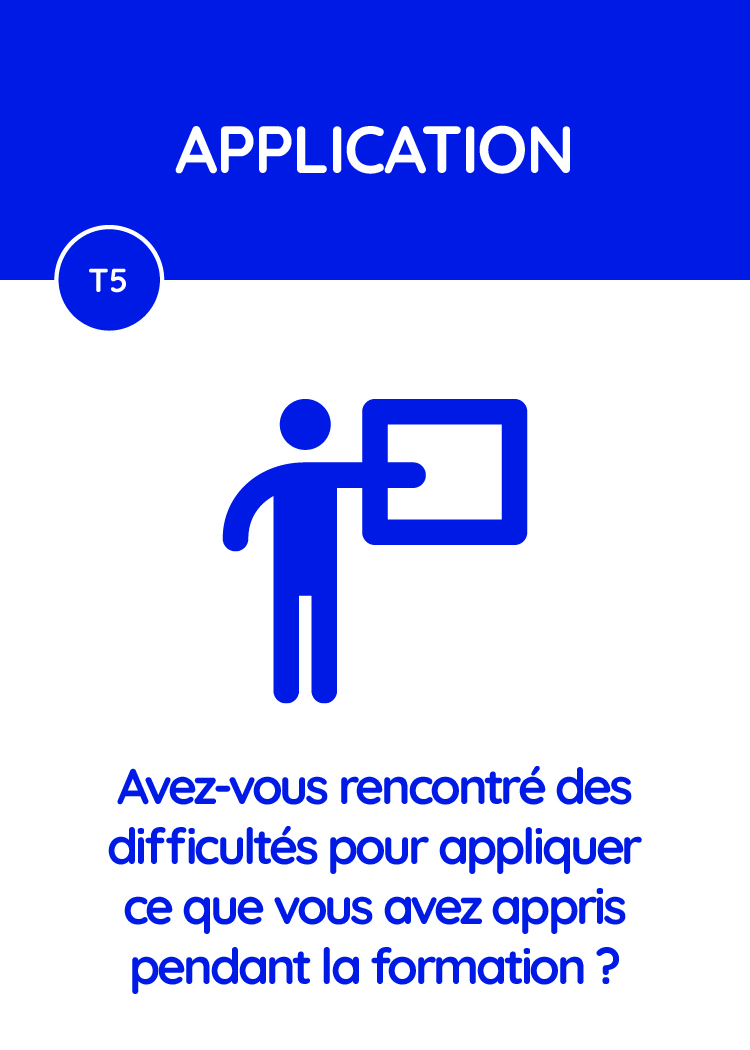 APPLICATION
T5
Avez-vous rencontré des
difficultés pour appliquer
ce que vous avez appris
pendant la formation ?